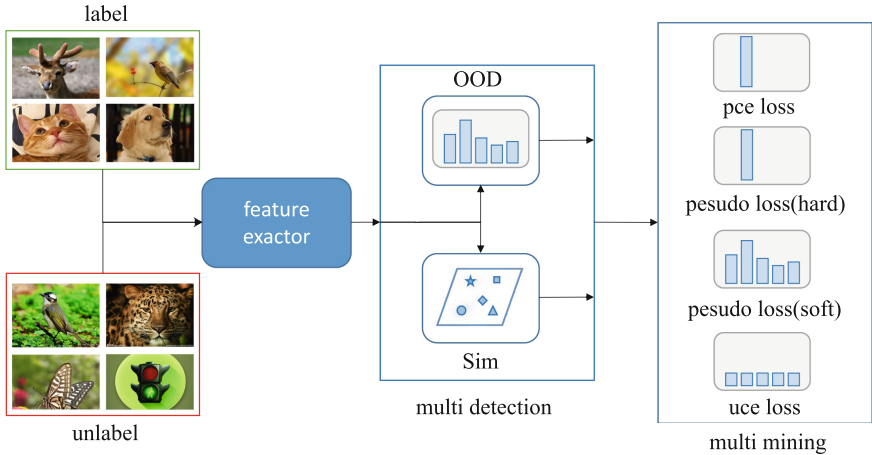 label
unlabel
feature
exactor
OOD
Sim
multi detection
pce loss
pesudo loss(hard)
pesudo loss(soft)
uce loss
multi mining